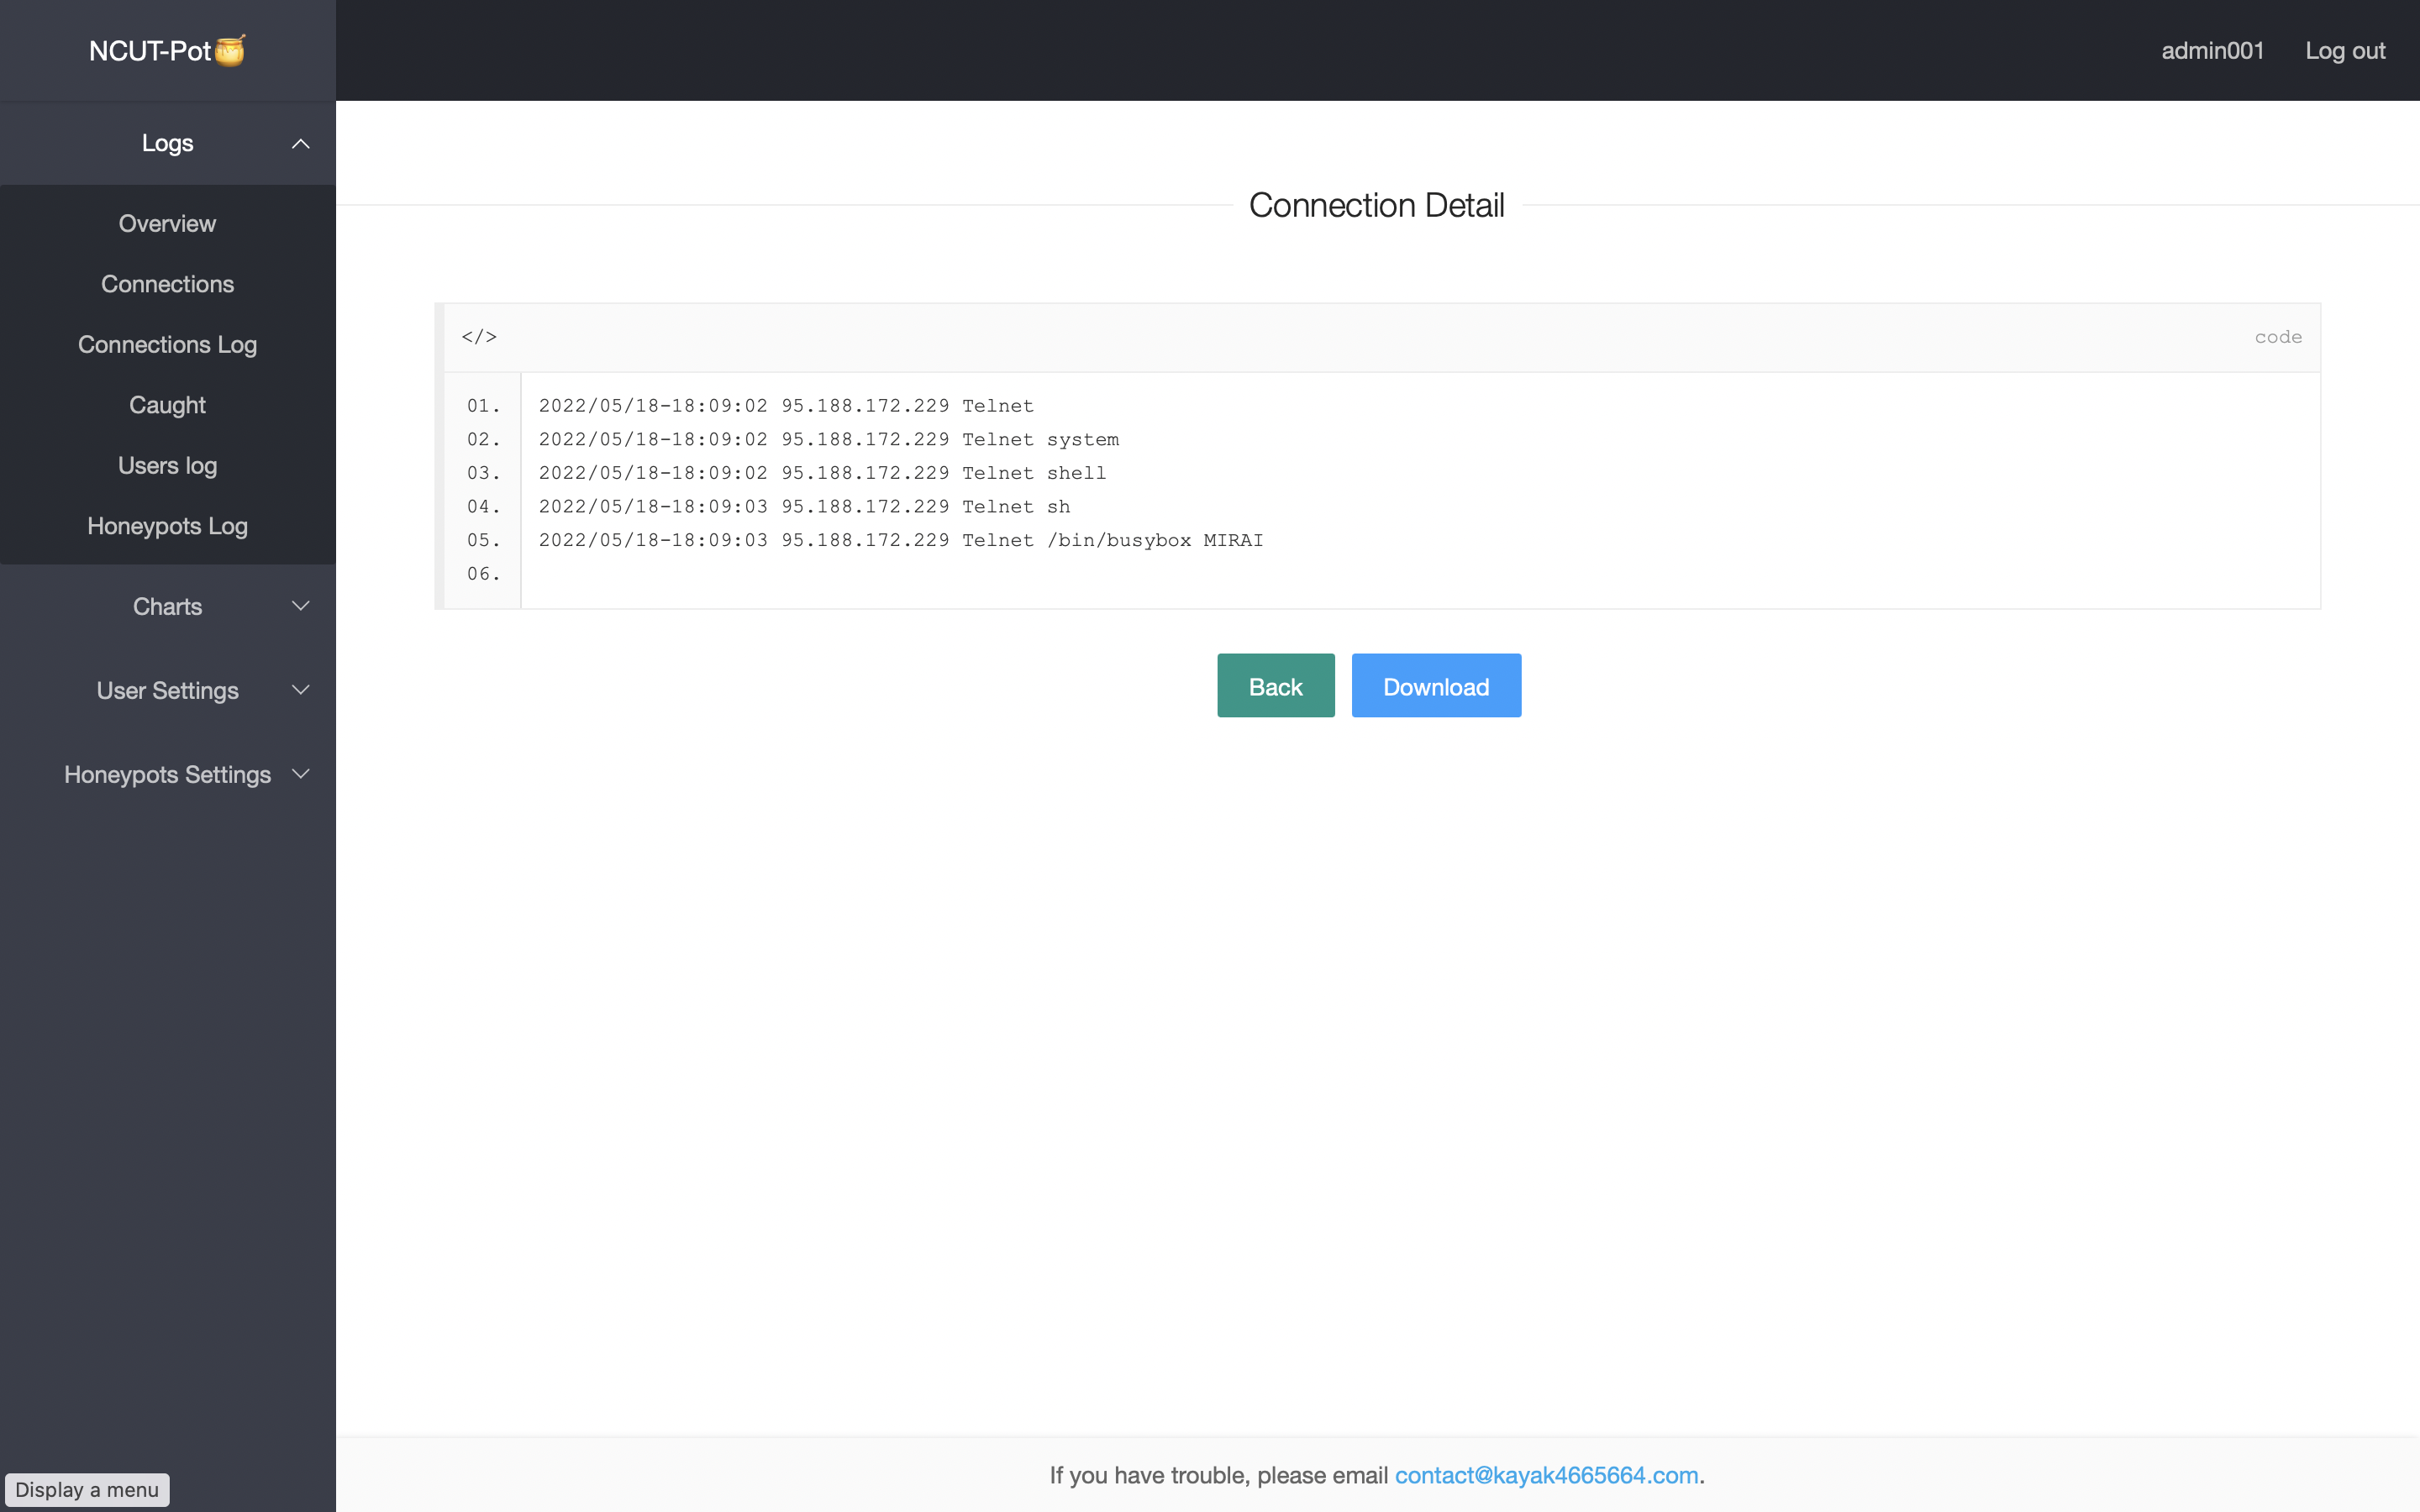 NCUT-Pot🍯
admin001
Log out
Logs
Overview
Connections
Connections Log
Caught
Users log
Honeypots Log
Charts
User Settings
Honeypots Settings
Connection Detail
</>
code
01. 2022/05/18-18:09:02 95.188.172.229 Telnet
02. 2022/05/18-18:09:02 95.188.172.229 Telnet system
03. 2022/05/18-18:09:02 95.188.172.229 Telnet shell
04. 2022/05/18-18:09:03 95.188.172.229 Telnet sh
05. 2022/05/18-18:09:03 95.188.172.229 Telnet /bin/busybox MIRAI
06.
Back
Download
If you have trouble, please email contact@kayak4665664.com.
Display a menu